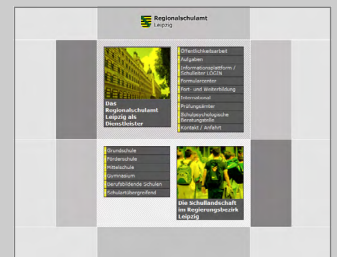 Regionalschulamt
Leipzig
Das
Regionalschulamt
Leipzig als
Dienstleister
Öffentlichkeitsarbeit
Aufgaben
Informationsplattform /
Schulleiter LOGIN
Formularcenter
Fort- und Weiterbildung
International
Prüfungsämter
Schulpsychologische
Beratungsstelle
Kontakt / Anfahrt
Grundschule
Förderschule
Mittelschule
Gymnasium
Berufsbildende Schulen
Schulartübergreifend
Die Schullandschaft
im Regierungsbezirk
Leipzig